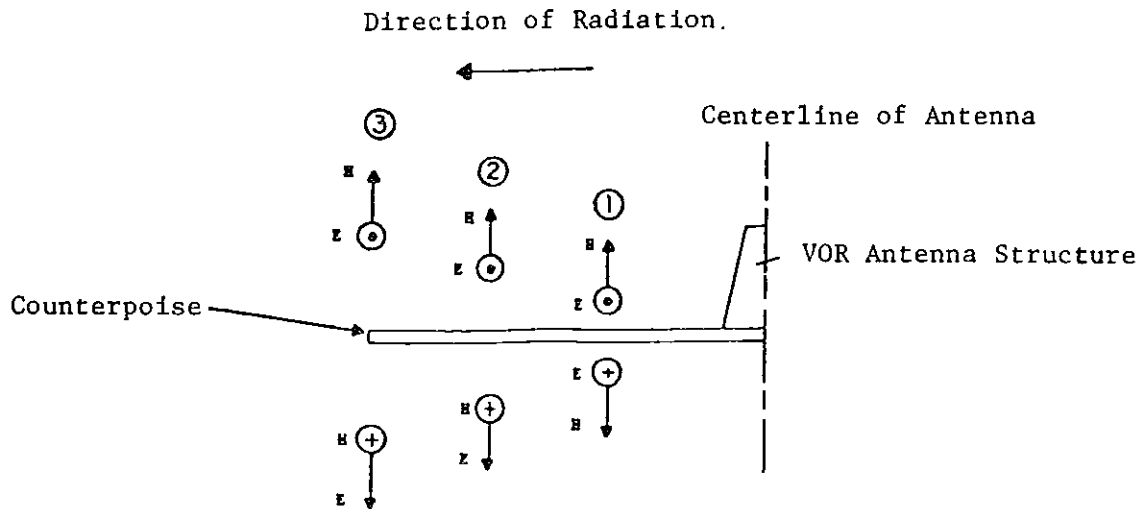 Direction of Radiation.
Centerline of Antenna
3
H
2
H
1
H
VOR Antenna Structure
E
E
E
Counterpoise
E
H
H
H
E
E